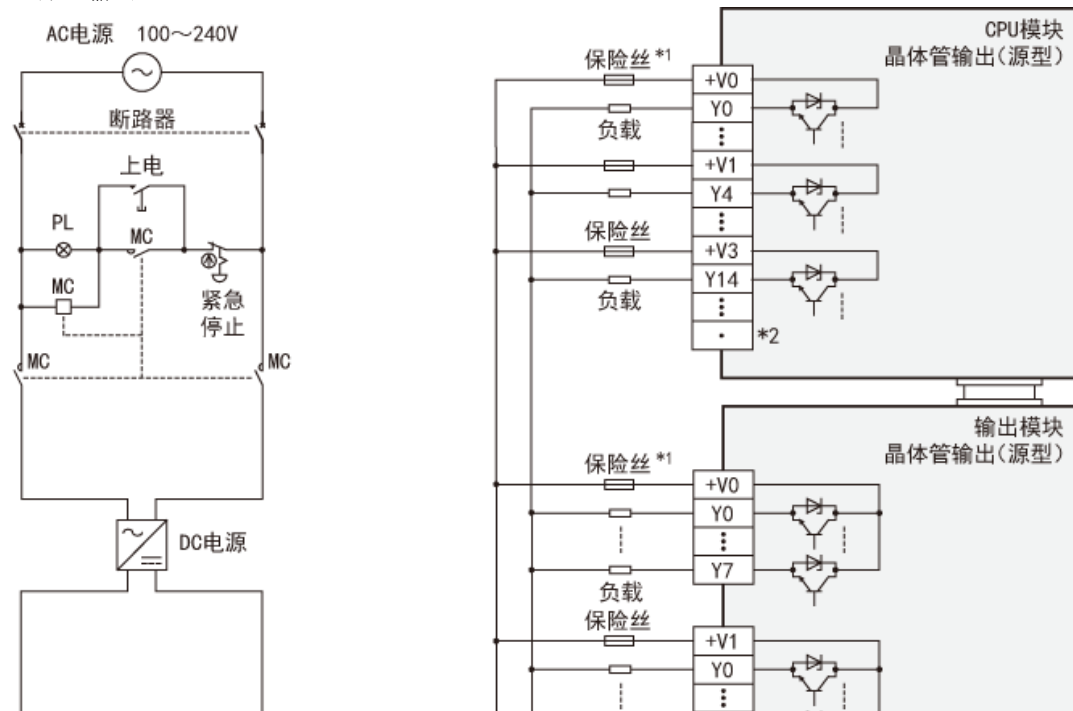 AC电源 100～240V
断路器
上电
PL
MC
MC
紧急
停止
MC
MC
DC电源
CPU模块
晶体管输出(源型)
保险丝*1
+V0
Y0
负载
+V1
Y4
保险丝
+V3
Y14
负载
*2
输出模块
晶体管输出(源型)
保险丝*1
+V0
Y0
Y7
负载
保险丝
+V1
Y0